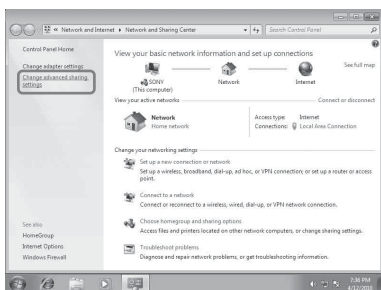 « Network and Internet ▸ Network and Sharing Center
Search Control Panel
Control Panel Home
Change adapter settings
Change advanced sharing
settings
See also
HomeGroup
Internet Options
Windows Firewall
View your basic network information and set up connections
SONY
(This computer)
Network
Internet
See full map
View your active networks
Connect or disconnect
Network
Home network
Access type: Internet
Connections: Local Area Connection
Change your networking settings
Set up a new connection or network
Set up a wireless, broadband, dial-up, ad hoc, or VPN connection; or set up a router or access
point.
Connect to a network
Connect or reconnect to a wireless, wired, dial-up, or VPN network connection.
Choose homegroup and sharing options
Access files and printers located on other network computers, or change sharing settings.
Troubleshoot problems
Diagnose and repair network problems, or get troubleshooting information.
7:36 PM
4/12/2010